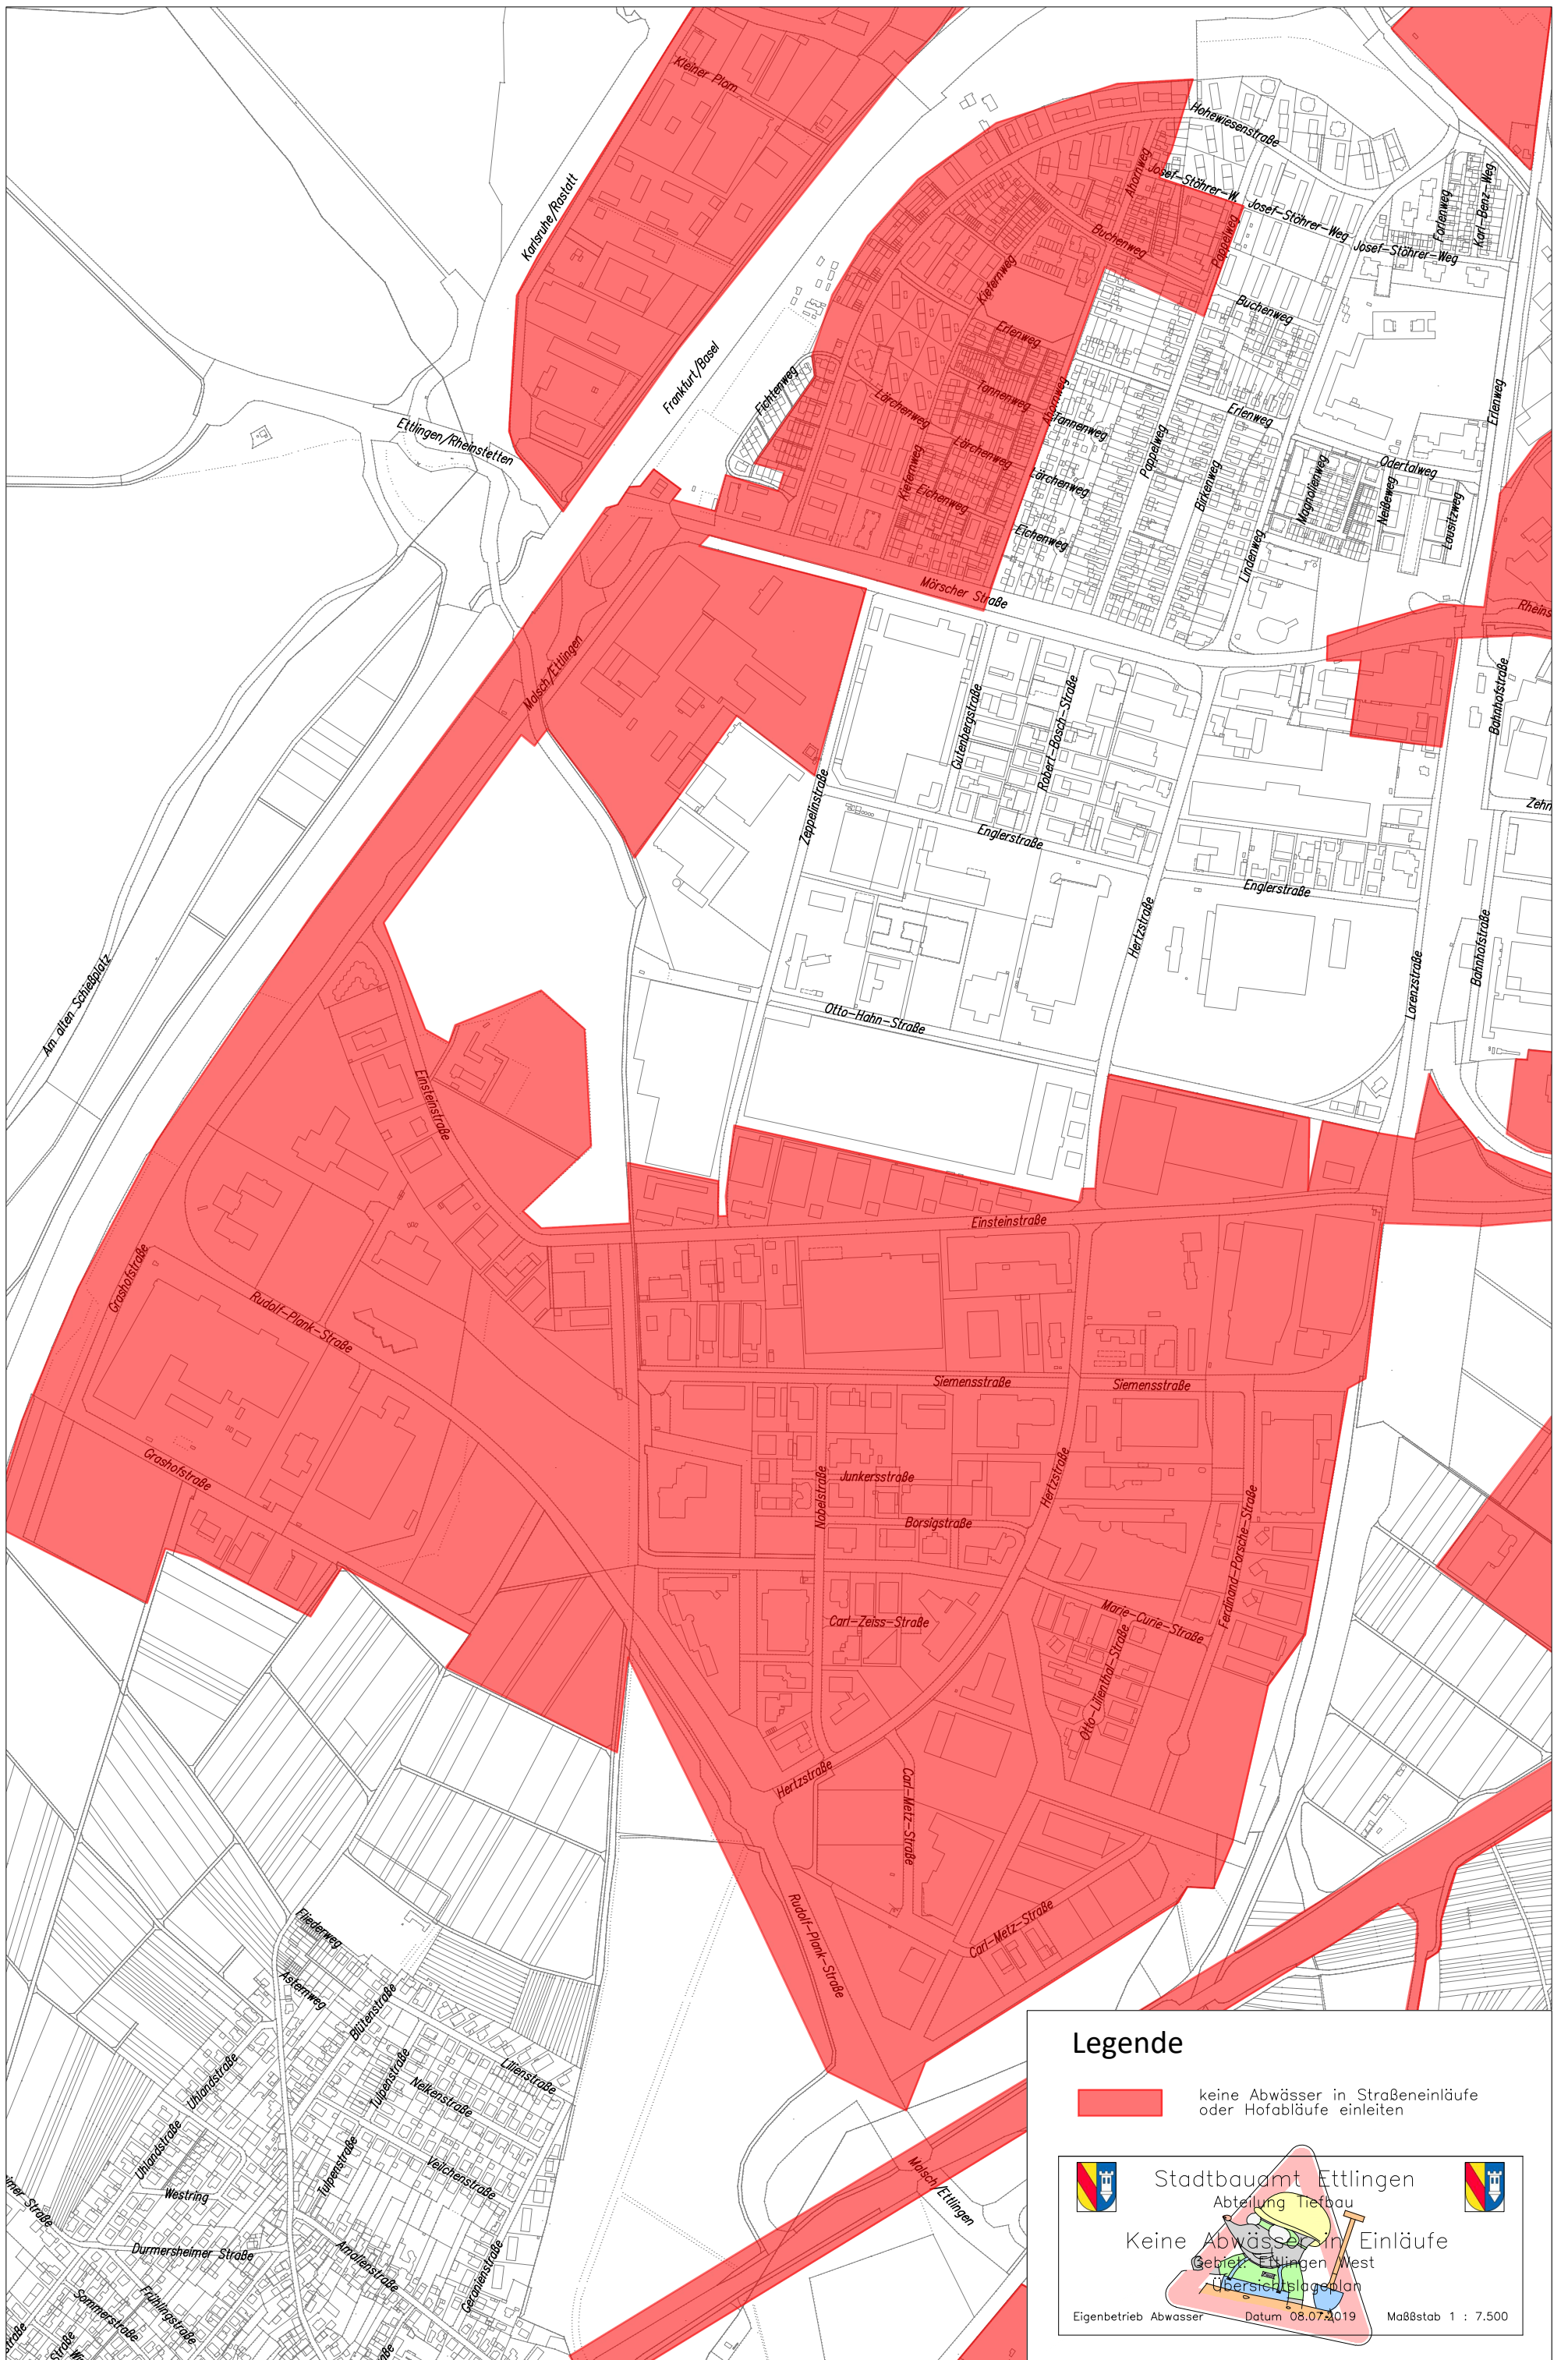 Kleiner Plom
Hohewiesenstraße
Karlsruhe/Rastatt
Ahornweg
Josef-Stöhrer-W.
Josef-Stöhrer-Weg
Josef-Stöhrer-Weg
Farlenweg
Karl-Benz-Weg
Pappelweg
Buchenweg
Kiefernweg
Buchenweg
Erlenweg
Frankfurt/Basel
Fichtenweg
Tannenweg
Ahornweg
Lärchenweg
Tannenweg
Erlenweg
Erlenweg
Ettlingen/Rheinstetten
Pappelweg
Lärchenweg
Kiefernweg
Lärchenweg
Birkenweg
Magnolienweg
Odertalweg
Neißeweg
Lausitzweg
Eichenweg
Eichenweg
Lindenweg
Mörscher Straße
Rheins
Malsch/Ettlingen
Gutenbergstraße
Robert-Bosch-Straße
Bahnhofstraße
Zeppelinstraße
Zehn
Englerstraße
Englerstraße
Hertzstraße
Lorenzstraße
Bahnhofstraße
Am alten Schießplatz
Otto-Hahn-Straße
Einsteinstraße
Einsteinstraße
Grashofstraße
Rudolf-Plank-Straße
Siemensstraße
Siemensstraße
Grashofstraße
Nobelstraße
Junkersstraße
Hertzstraße
Borsigstraße
Ferdinand-Porsche-Straße
Carl-Zeiss-Straße
Marie-Curie-Straße
Otto-Lilienthal-Straße
Hertzstraße
Carl-Metz-Straße
Rudolf-Plank-Straße
Carl-Metz-Straße
Fliederweg
Asternweg
Blütenstraße
Uhlandstraße
Tulpenstraße
Lilienstraße
Nelkenstraße
Uhlandstraße
Tulpenstraße
Veilchenstraße
Westring
imer Straße
Durmersheimer Straße
Amalienstraße
Geranienstraße
Sommerstraße
Frühlingstraße
Malsch/Ettlingen
Legende
keine Abwässer in Straßeneinläufe
oder Hofabläufe einleiten
Stadtbauamt Ettlingen
Abteilung Tiefbau
Keine Abwässer in Einläufe
Gebiet: Ettlingen West
Übersichtslageplan
Eigenbetrieb Abwasser Datum 08.07.2019 Maßstab 1 : 7.500